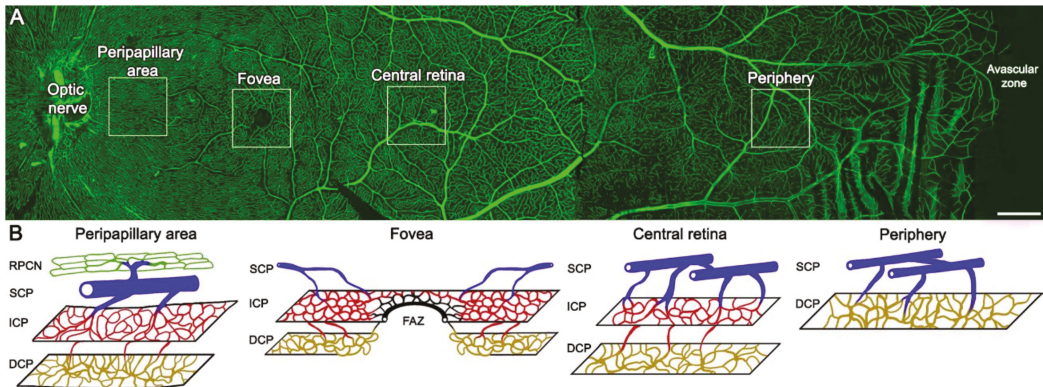 A
Peripapillary
area
Optic
nerve
Fovea
Central retina
Periphery
Avascular
zone
B
Peripapillary area
Fovea
Central retina
Periphery
RPCN
SCP
ICP
DCP
SCP
ICP
FAZ
DCP
SCP
ICP
DCP
SCP
DCP